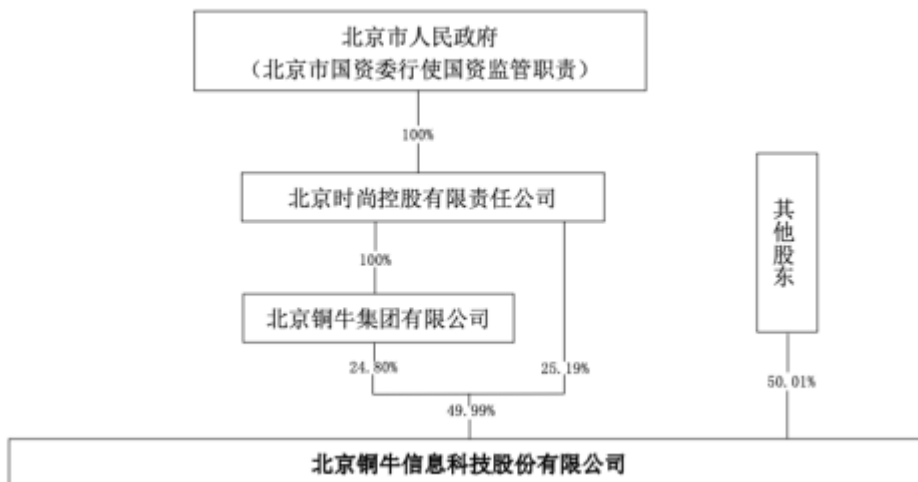 北京市人民政府
（北京市国资委行使国资监管职责）
100%
北京时尚控股有限责任公司
其他股东
100%
北京铜牛集团有限公司
24.80%
25.19%
50.01%
49.99%
北京铜牛信息科技股份有限公司